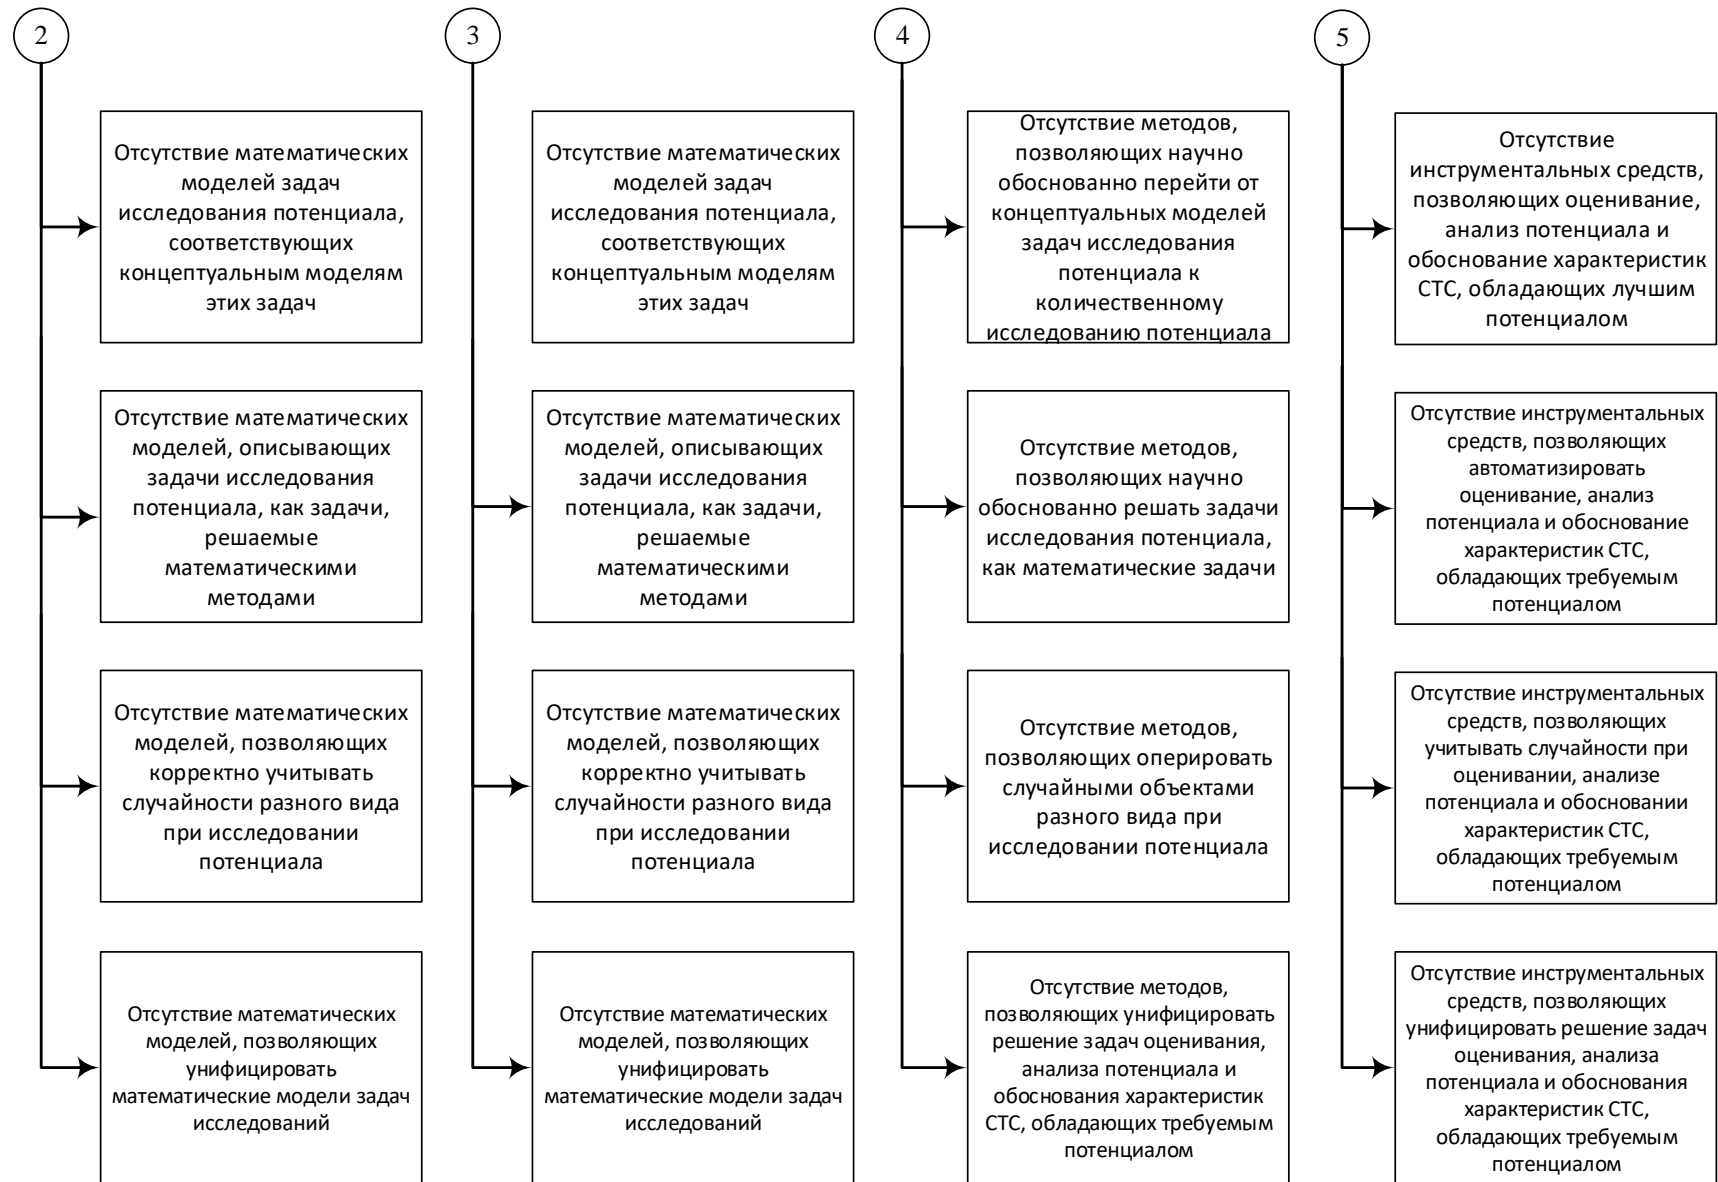 2
Отсутствие математических
моделей задач
исследования потенциала,
соответствующих
концептуальным моделям
этих задач
Отсутствие математических
моделей, описывающих
задачи исследования
потенциала, как задачи,
решаемые
математическими
методами
Отсутствие математических
моделей, позволяющих
корректно учитывать
случайности разного вида
при исследовании
потенциала
Отсутствие математических
моделей, позволяющих
унифицировать
математические модели задач
исследований
3
Отсутствие математических
моделей задач
исследования потенциала,
соответствующих
концептуальным моделям
этих задач
Отсутствие математических
моделей, описывающих
задачи исследования
потенциала, как задачи,
решаемые
математическими
методами
Отсутствие математических
моделей, позволяющих
корректно учитывать
случайности разного вида
при исследовании
потенциала
Отсутствие математических
моделей, позволяющих
унифицировать
математические модели задач
исследований
4
Отсутствие методов,
позволяющих научно
обоснованно перейти от
концептуальных моделей
задач исследования
потенциала к
количественному
исследованию потенциала
Отсутствие методов,
позволяющих научно
обоснованно решать задачи
исследования потенциала,
как математические задачи
Отсутствие методов,
позволяющих оперировать
случайными объектами
разного вида при
исследовании потенциала
Отсутствие методов,
позволяющих унифицировать
решение задач оценивания,
анализа потенциала и
обоснования характеристик
СТС, обладающих требуемым
потенциалом
5
Отсутствие
инструментальных средств,
позволяющих оценивание,
анализ потенциала и
обоснование характеристик
СТС, обладающих лучшим
потенциалом
Отсутствие инструментальных
средств, позволяющих
автоматизировать
оценивание, анализ
потенциала и обоснование
характеристик СТС,
обладающих требуемым
потенциалом
Отсутствие инструментальных
средств, позволяющих
учитывать случайности при
оценивании, анализе
потенциала и обосновании
характеристик СТС,
обладающих требуемым
потенциалом
Отсутствие инструментальных
средств, позволяющих
унифицировать решение задач
оценивания, анализа
потенциала и обоснования
характеристик СТС,
обладающих требуемым
потенциалом